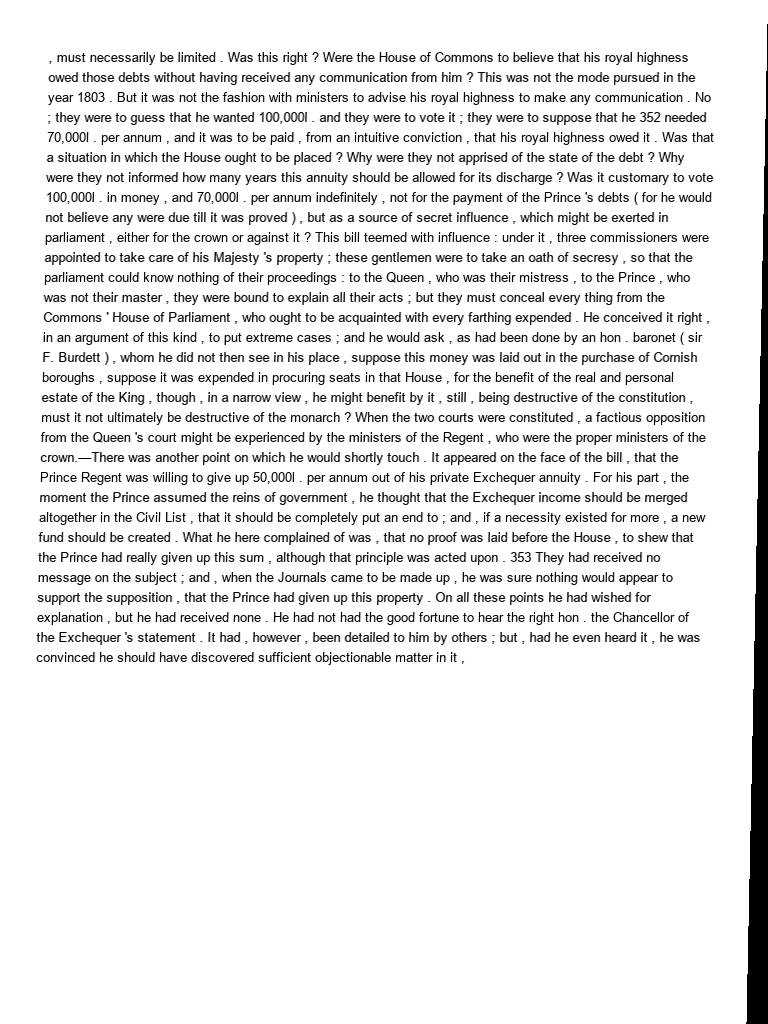 , must necessarily be limited . Was this right ? Were the House of Commons to believe that his royal highness
owed those debts without having received any communication from him ? This was not the mode pursued in the
year 1803 . But it was not the fashion with ministers to advise his royal highness to make any communication . No
; they were to guess that he wanted 100,000l . and they were to vote it ; they were to suppose that he 352 needed
70,000l . per annum , and it was to be paid , from an intuitive conviction , that his royal highness owed it . Was that
a situation in which the House ought to be placed ? Why were they not apprised of the state of the debt ? Why
were they not informed how many years this annuity should be allowed for its discharge ? Was it customary to vote
100,000l . in money , and 70,000l . per annum indefinitely , not for the payment of the Prince 's debts ( for he would
not believe any were due till it was proved ) , but as a source of secret influence , which might be exerted in
parliament , either for the crown or against it ? This bill teemed with influence : under it , three commissioners were
appointed to take care of his Majesty 's property ; these gentlemen were to take an oath of secresy , so that the
parliament could know nothing of their proceedings : to the Queen , who was their mistress , to the Prince , who
was not their master , they were bound to explain all their acts ; but they must conceal every thing from the
Commons ' House of Parliament , who ought to be acquainted with every farthing expended . He conceived it right ,
in an argument of this kind , to put extreme cases ; and he would ask , as had been done by an hon . baronet ( sir
F. Burdett ) , whom he did not then see in his place , suppose this money was laid out in the purchase of Cornish
boroughs , suppose it was expended in procuring seats in that House , for the benefit of the real and personal
estate of the King , though , in a narrow view , he might benefit by it , still , being destructive of the constitution ,
must it not ultimately be destructive of the monarch ? When the two courts were constituted , a factious opposition
from the Queen 's court might be experienced by the ministers of the Regent , who were the proper ministers of the
crown.—There was another point on which he would shortly touch . It appeared on the face of the bill , that the
Prince Regent was willing to give up 50,000l . per annum out of his private Exchequer annuity . For his part , the
moment the Prince assumed the reins of government , he thought that the Exchequer income should be merged
altogether in the Civil List , that it should be completely put an end to ; and , if a necessity existed for more , a new
fund should be created . What he here complained of was , that no proof was laid before the House , to shew that
the Prince had really given up this sum , although that principle was acted upon . 353 They had received no
message on the subject ; and , when the Journals came to be made up , he was sure nothing would appear to
support the supposition , that the Prince had given up this property . On all these points he had wished for
explanation , but he had received none . He had not had the good fortune to hear the right hon . the Chancellor of
the Exchequer 's statement . It had , however , been detailed to him by others ; but , had he even heard it , he was
convinced he should have discovered sufficient objectionable matter in it ,